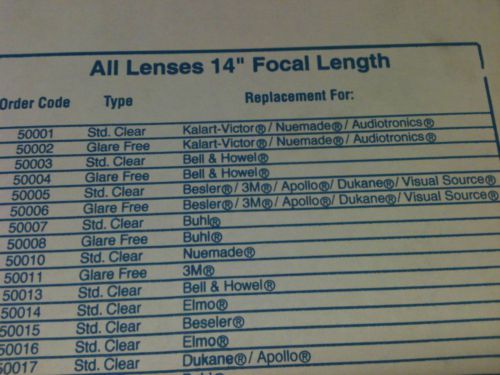 All Lenses 14" Focal Length
Order Code Type Replacement For:
50001 Std. Clear Kalart-Victor®/ Nuemade®/ Audiotronics®
50002 Glare Free Kalart-Victor®/ Nuemade®/ Audiotronics®
50003 Std. Clear Bell & Howel®
50004 Glare Free Bell & Howel®
50005 Std. Clear Besler®/ 3M®/ Apollo®/ Dukane®/ Visual Source®
50006 Glare Free Besler®/ 3M®/ Apollo®/ Dukane®/ Visual Source®
50007 Std. Clear Buhl®
50008 Glare Free Buhl®
50010 Std. Clear Nuemade®
50011 Glare Free 3M®
50013 Std. Clear Bell & Howel®
50014 Std. Clear Elmo®
50015 Std. Clear Beseler®
50016 Std. Clear Elmo®
50017 Std. Clear Dukane®/ Apollo®